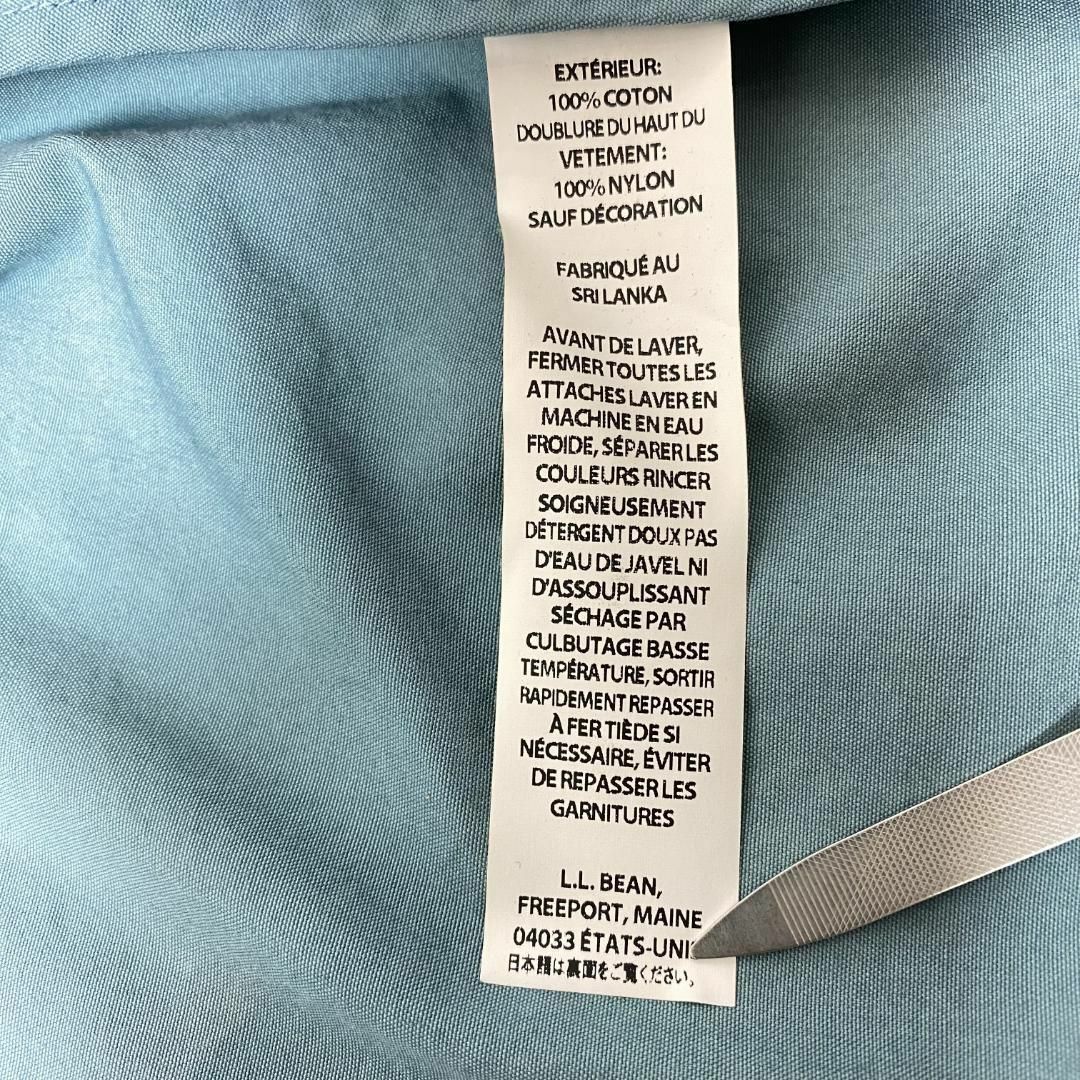 EXTÉRIEUR:
100% COTON
DOUBLURE DU HAUT DU
VETEMENT:
100% NYLON
SAUF DÉCORATION
FABRIQUÉ AU
SRI LANKA
AVANT DE LAVER,
FERMER TOUTES LES
ATTACHES LAVER EN
MACHINE EN EAU
FROIDE, SÉPARER LES
COULEURS RINCER
SOIGNEUSEMENT
DÉTERGENT DOUX PAS
D'EAU DE JAVEL NI
D'ASSOUPLISSANT
SÉCHAGE PAR
CULBUTAGE BASSE
TEMPÉRATURE, SORTIR
RAPIDEMENT REPASSER
À FER TIÈDE SI
NÉCESSAIRE, ÉVITER
DE REPASSER LES
GARNITURES
L.L. BEAN,
FREEPORT, MAINE
04033 ÉTATS-UNI
日本語は裏面をご覧ください。